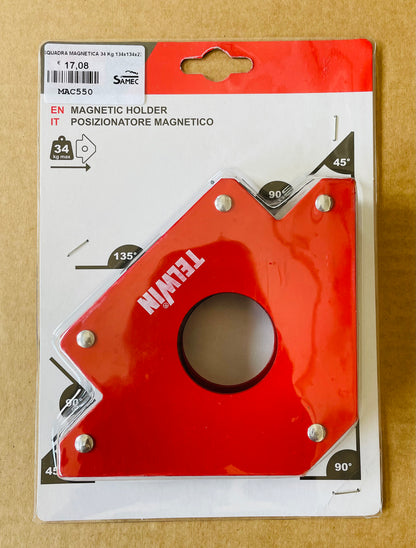 SQUADRA MAGNETICA 34 Kg 134x134x2
€ 17,08
SAMEC
MAC550
EN MAGNETIC HOLDER
IT POSIZIONATORE MAGNETICO
34
kg max
45°
90°
135°
TELWIN®
90°
45
90°